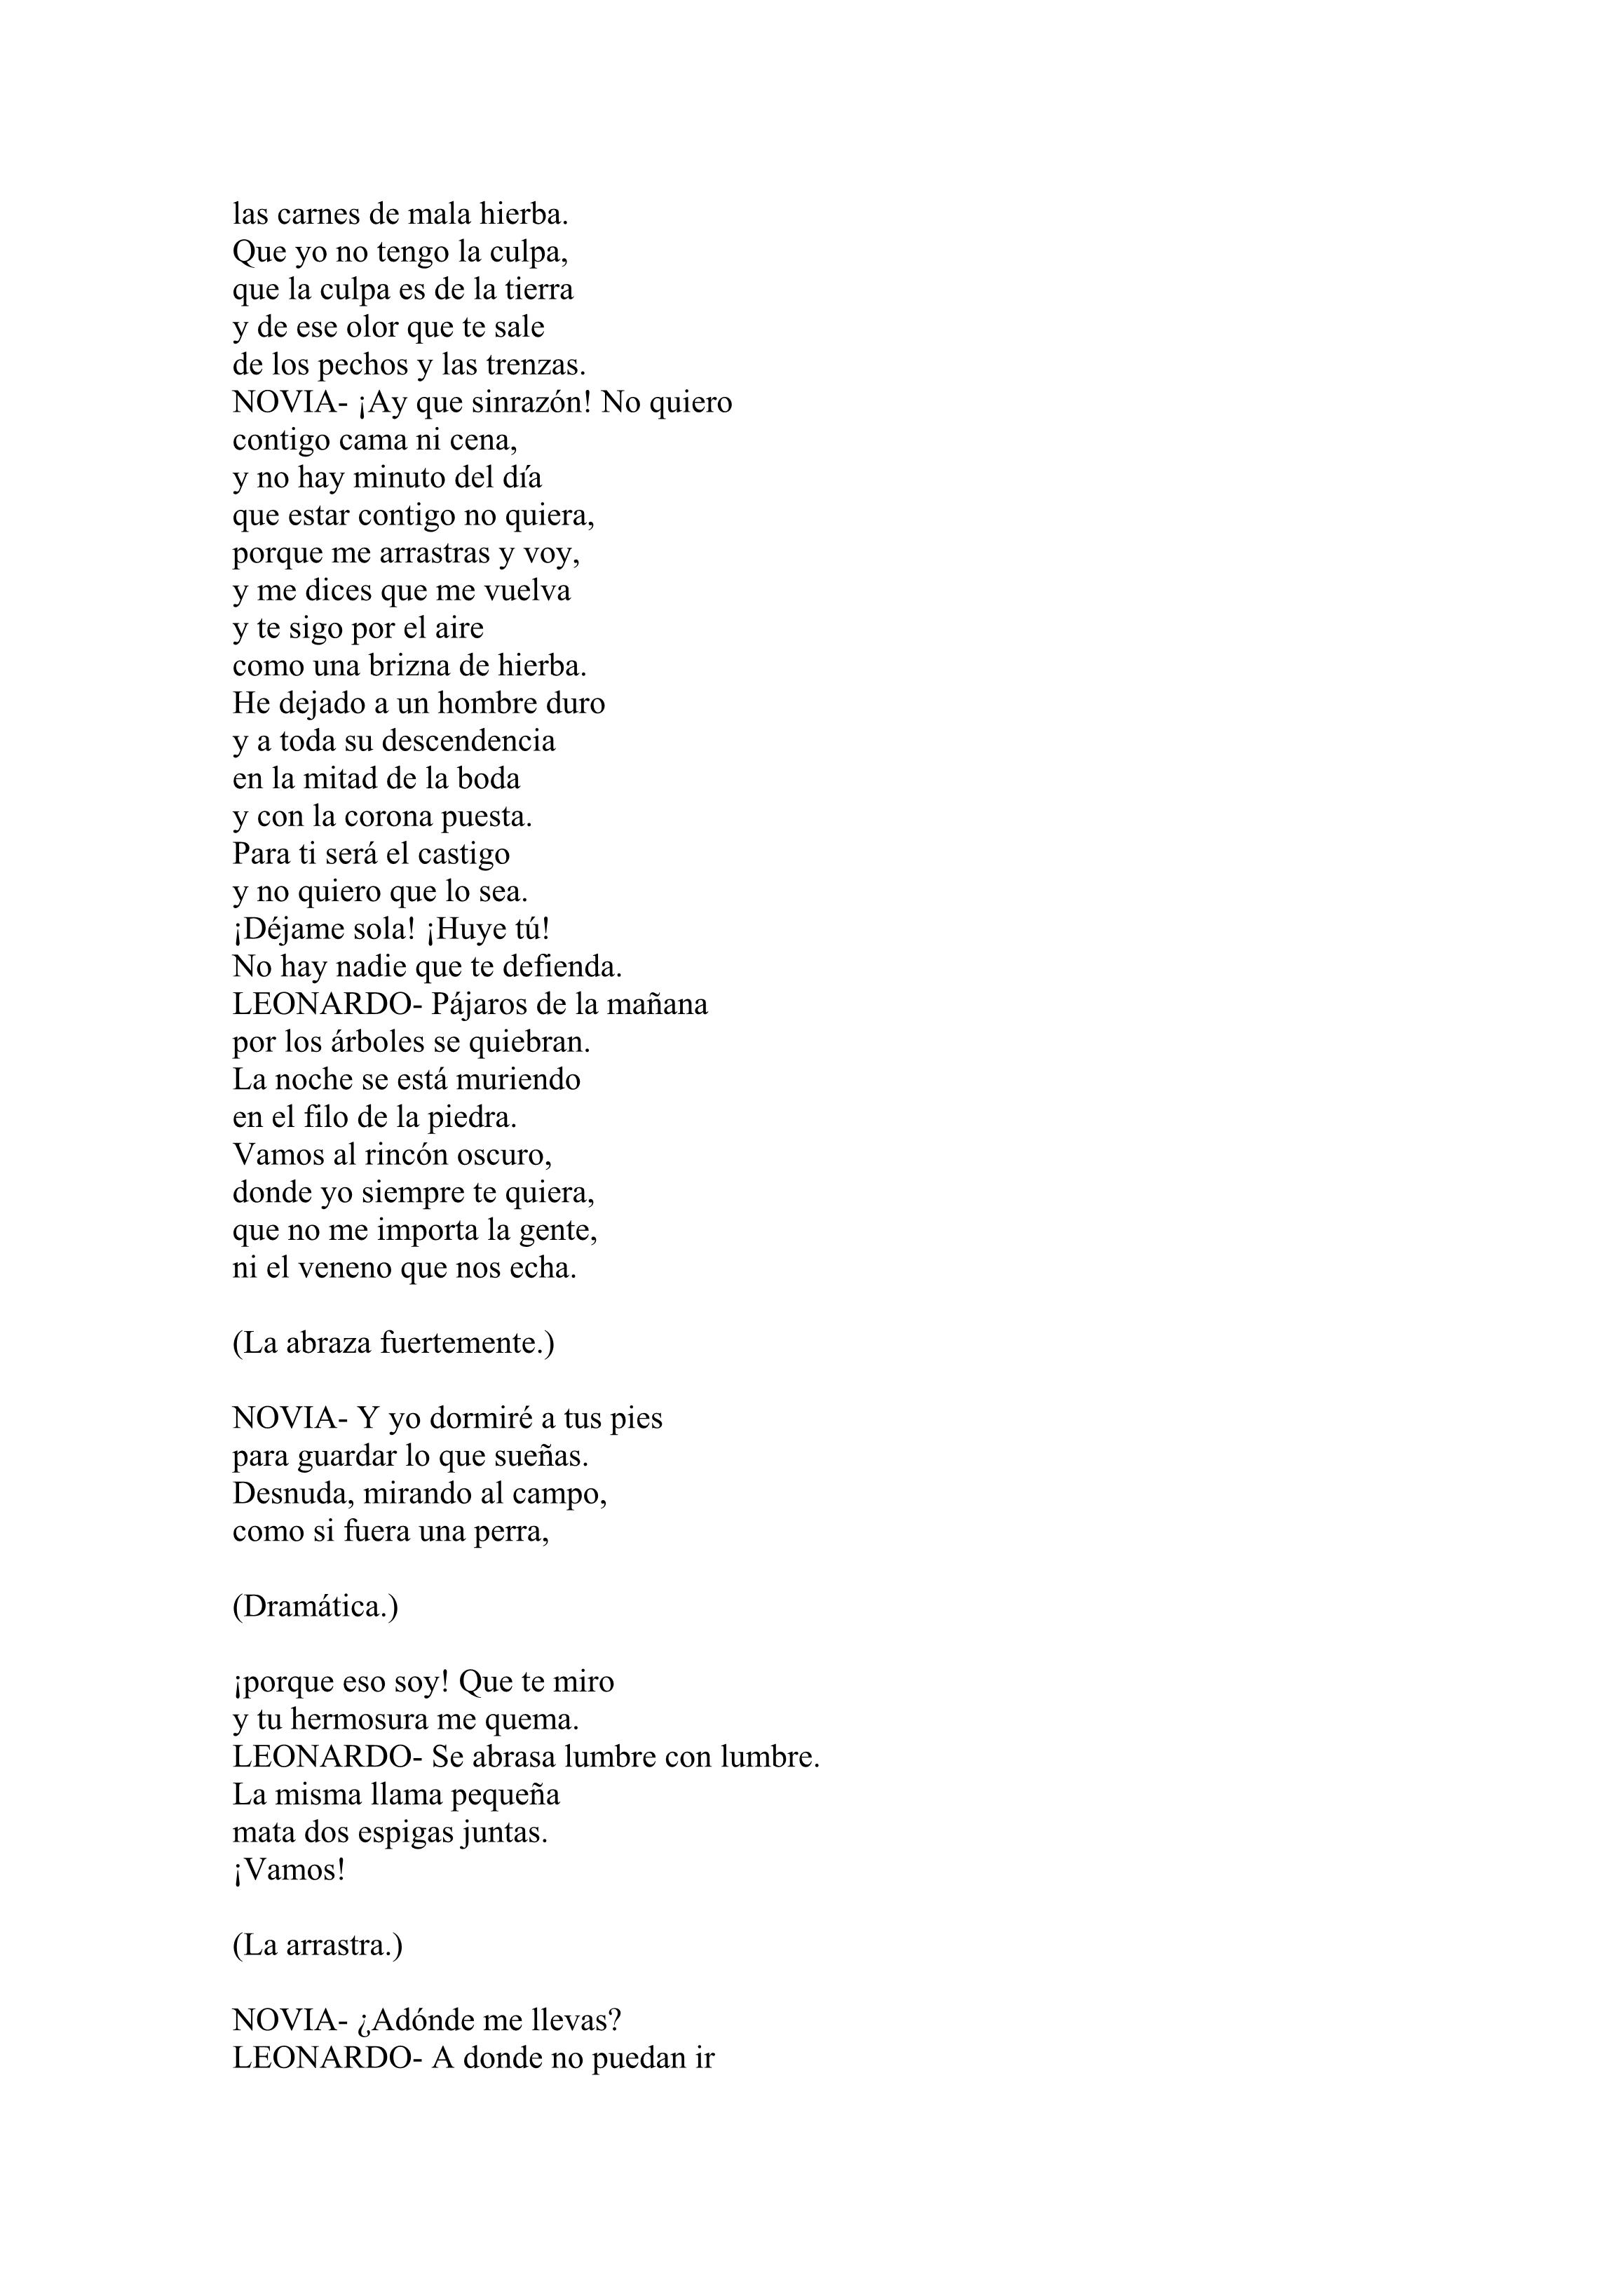 las carnes de mala hierba.
Que yo no tengo la culpa,
que la culpa es de la tierra
y de ese olor que te sale
de los pechos y las trenzas.
NOVIA- ¡Ay que sinrazón! No quiero
contigo cama ni cena,
y no hay minuto del día
que estar contigo no quiera,
porque me arrastras y voy,
y me dices que me vuelva
y te sigo por el aire
como una brizna de hierba.
He dejado a un hombre duro
y a toda su descendencia
en la mitad de la boda
y con la corona puesta.
Para ti será el castigo
y no quiero que lo sea.
¡Déjame sola! ¡Huye tú!
No hay nadie que te defienda.
LEONARDO- Pájaros de la mañana
por los árboles se quiebran.
La noche se está muriendo
en el filo de la piedra.
Vamos al rincón oscuro,
donde yo siempre te quiera,
que no me importa la gente,
ni el veneno que nos echa.
(La abraza fuertemente.)
NOVIA- Y yo dormiré a tus pies
para guardar lo que sueñas.
Desnuda, mirando al campo,
como si fuera una perra,
(Dramática.)
¡porque eso soy! Que te miro
y tu hermosura me quema.
LEONARDO- Se abrasa lumbre con lumbre.
La misma llama pequeña
mata dos espigas juntas.
¡Vamos!
(La arrastra.)
NOVIA- ¿Adónde me llevas?
LEONARDO- A donde no puedan ir